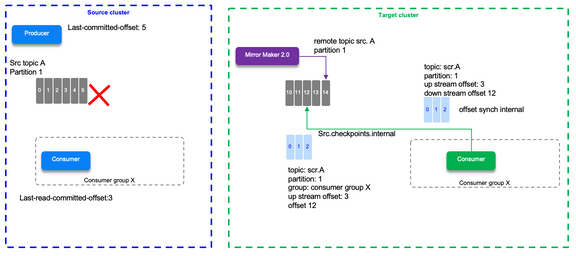 Source cluster
Producer
Last-committed-offset: 5
Src topic A
Partition 1
0 1 2 3 4 5
Consumer
Consumer group X
Last-read-committed-offset:3
Target cluster
Mirror Maker 2.0
remote topic src. A
partition 1
10 11 12 13 14
topic: scr.A
partition: 1
up stream offset: 3
down stream offset 12
0 1 2
offset synch internal
Src.checkpoints.internal
0 1 2
topic: scr.A
partition: 1
group: consumer group X
up stream offset: 3
offset 12
Consumer
Consumer group X